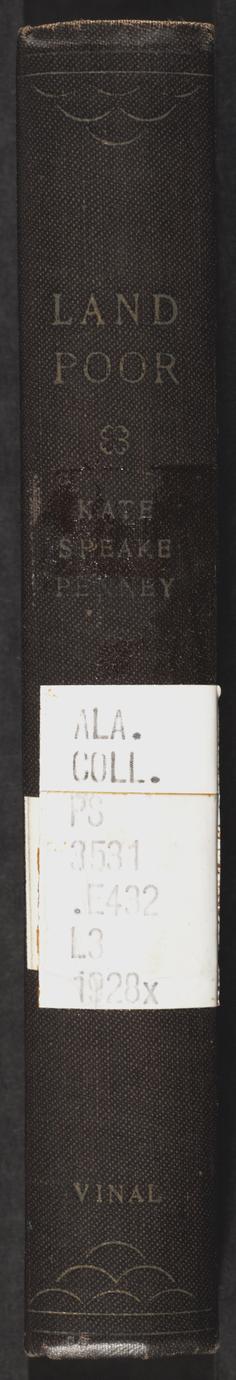 LAND
POOR
KATE
SPEAKE
PENNEY
ALA.
COLL.
PS
3531
.E432
L3
1928x
VINAL